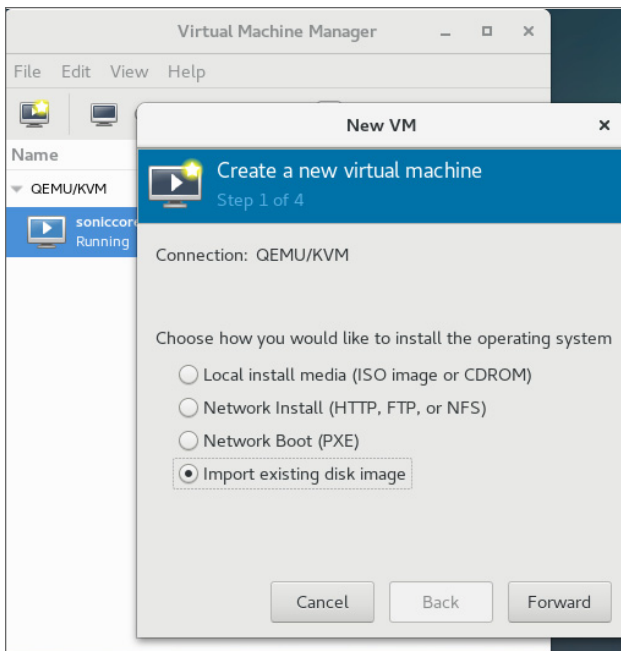 Virtual Machine Manager
File Edit View Help
New VM
Name
Create a new virtual machine
Step 1 of 4
QEMU/KVM
Running
Connection: QEMU/KVM
Choose how you would like to install the operating system
Local install media (ISO image or CDROM)
Network Install (HTTP, FTP, or NFS)
Network Boot (PXE)
Import existing disk image
Cancel Back Forward